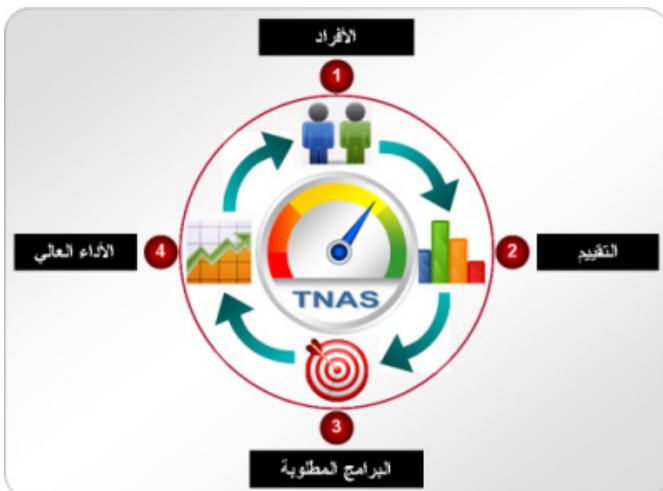 الأفراد
1
التقييم
2
البرامج المطلوبة
3
الأداء العالي
4
TNAS